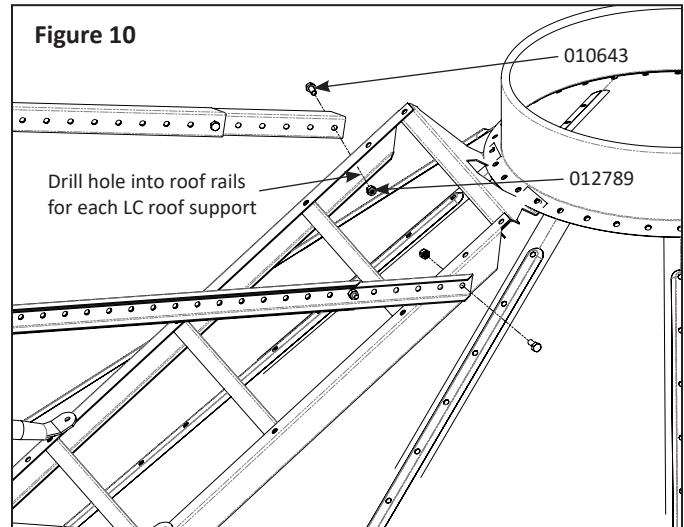 Figure 10
010643
Drill hole into roof rails
for each LC roof support
012789